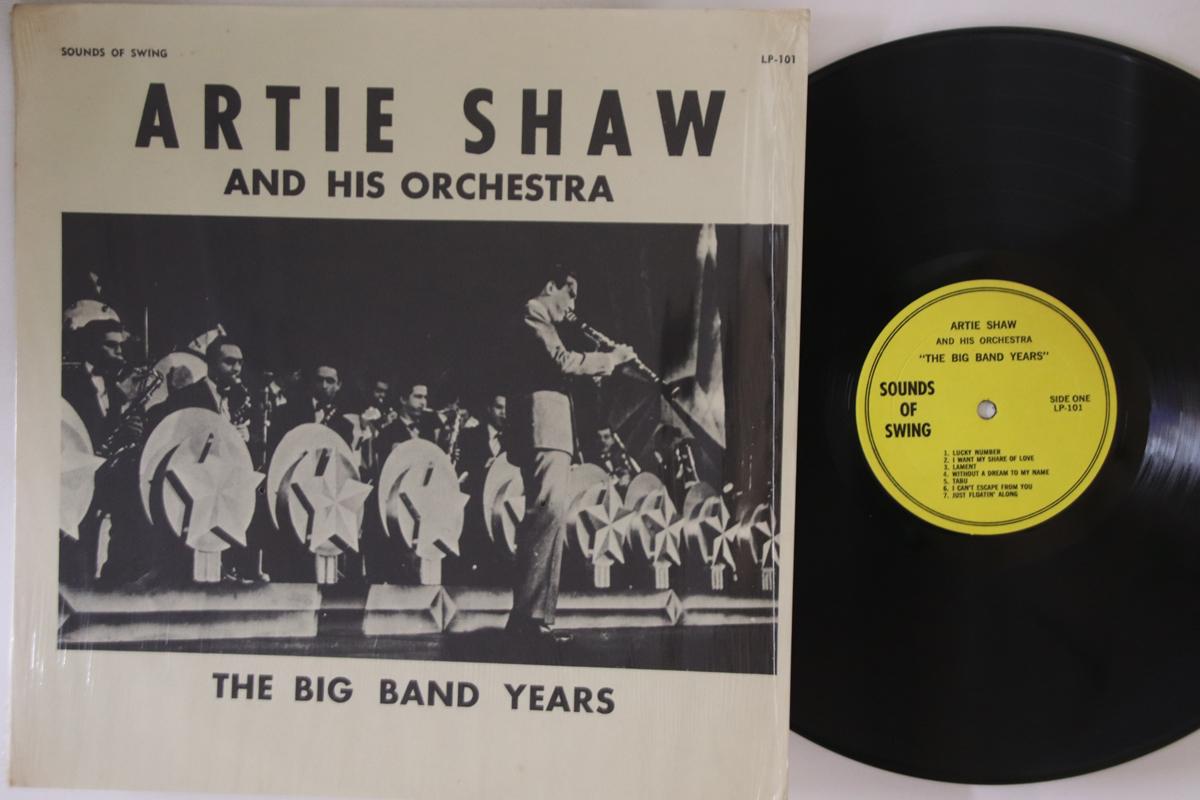 SOUNDS OF SWING
LP-101
ARTIE SHAW
AND HIS ORCHESTRA
THE BIG BAND YEARS
ARTIE SHAW
AND HIS ORCHESTRA
"THE BIG BAND YEARS"
SOUNDS
OF
SWING
SIDE ONE
LP-101
1. LUCKY NUMBER
2. I WANT MY SHARE OF LOVE
3. LAMENT
4. WITHOUT A DREAM TO MY NAME
5. TABU
6. I CAN'T ESCAPE FROM YOU
7. JUST FLOATIN' ALONG